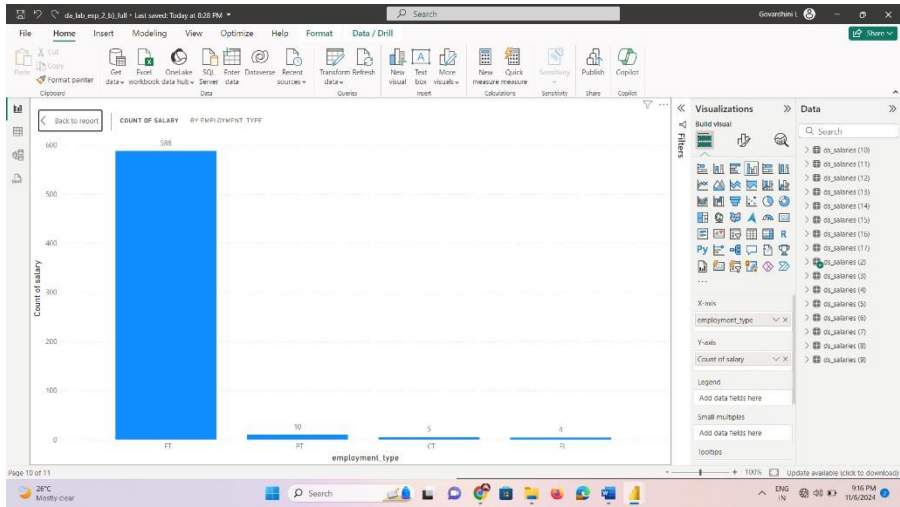 da_lab_exp_2_b)_full • Last saved: Today at 8:28 PM
Search
Govardhini L
File Home Insert Modeling View Optimize Help Format Data / Drill
Share
Paste
Cut
Copy
Format painter
Get data
Excel workbook
OneLake data hub
SQL Server
Enter data
Dataverse
Recent sources
Transform data
Refresh
New visual
Text box
More visuals
New measure
Quick measure
Sensitivity
Publish
Copilot
Clipboard Data Queries Insert Calculations Sensitivity Share Copilot
Back to report
COUNT OF SALARY BY EMPLOYMENT_TYPE
600
500
400
300
200
100
0
Count of salary
588
10
5
4
FT PT CT FL
employment_type
Filters
Visualizations
Build visual
R
Py
X-axis
employment_type
Y-axis
Count of salary
Legend
Add data fields here
Small multiples
Add data fields here
Tooltips
Data
Search
ds_salaries (10)
ds_salaries (11)
ds_salaries (12)
ds_salaries (13)
ds_salaries (14)
ds_salaries (15)
ds_salaries (16)
ds_salaries (17)
ds_salaries (2)
ds_salaries (3)
ds_salaries (4)
ds_salaries (5)
ds_salaries (6)
ds_salaries (7)
ds_salaries (8)
ds_salaries (9)
Page 10 of 11
100%
Update available (click to download)
26°C
Mostly clear
Search
ENG
IN
9:16 PM
11/6/2024